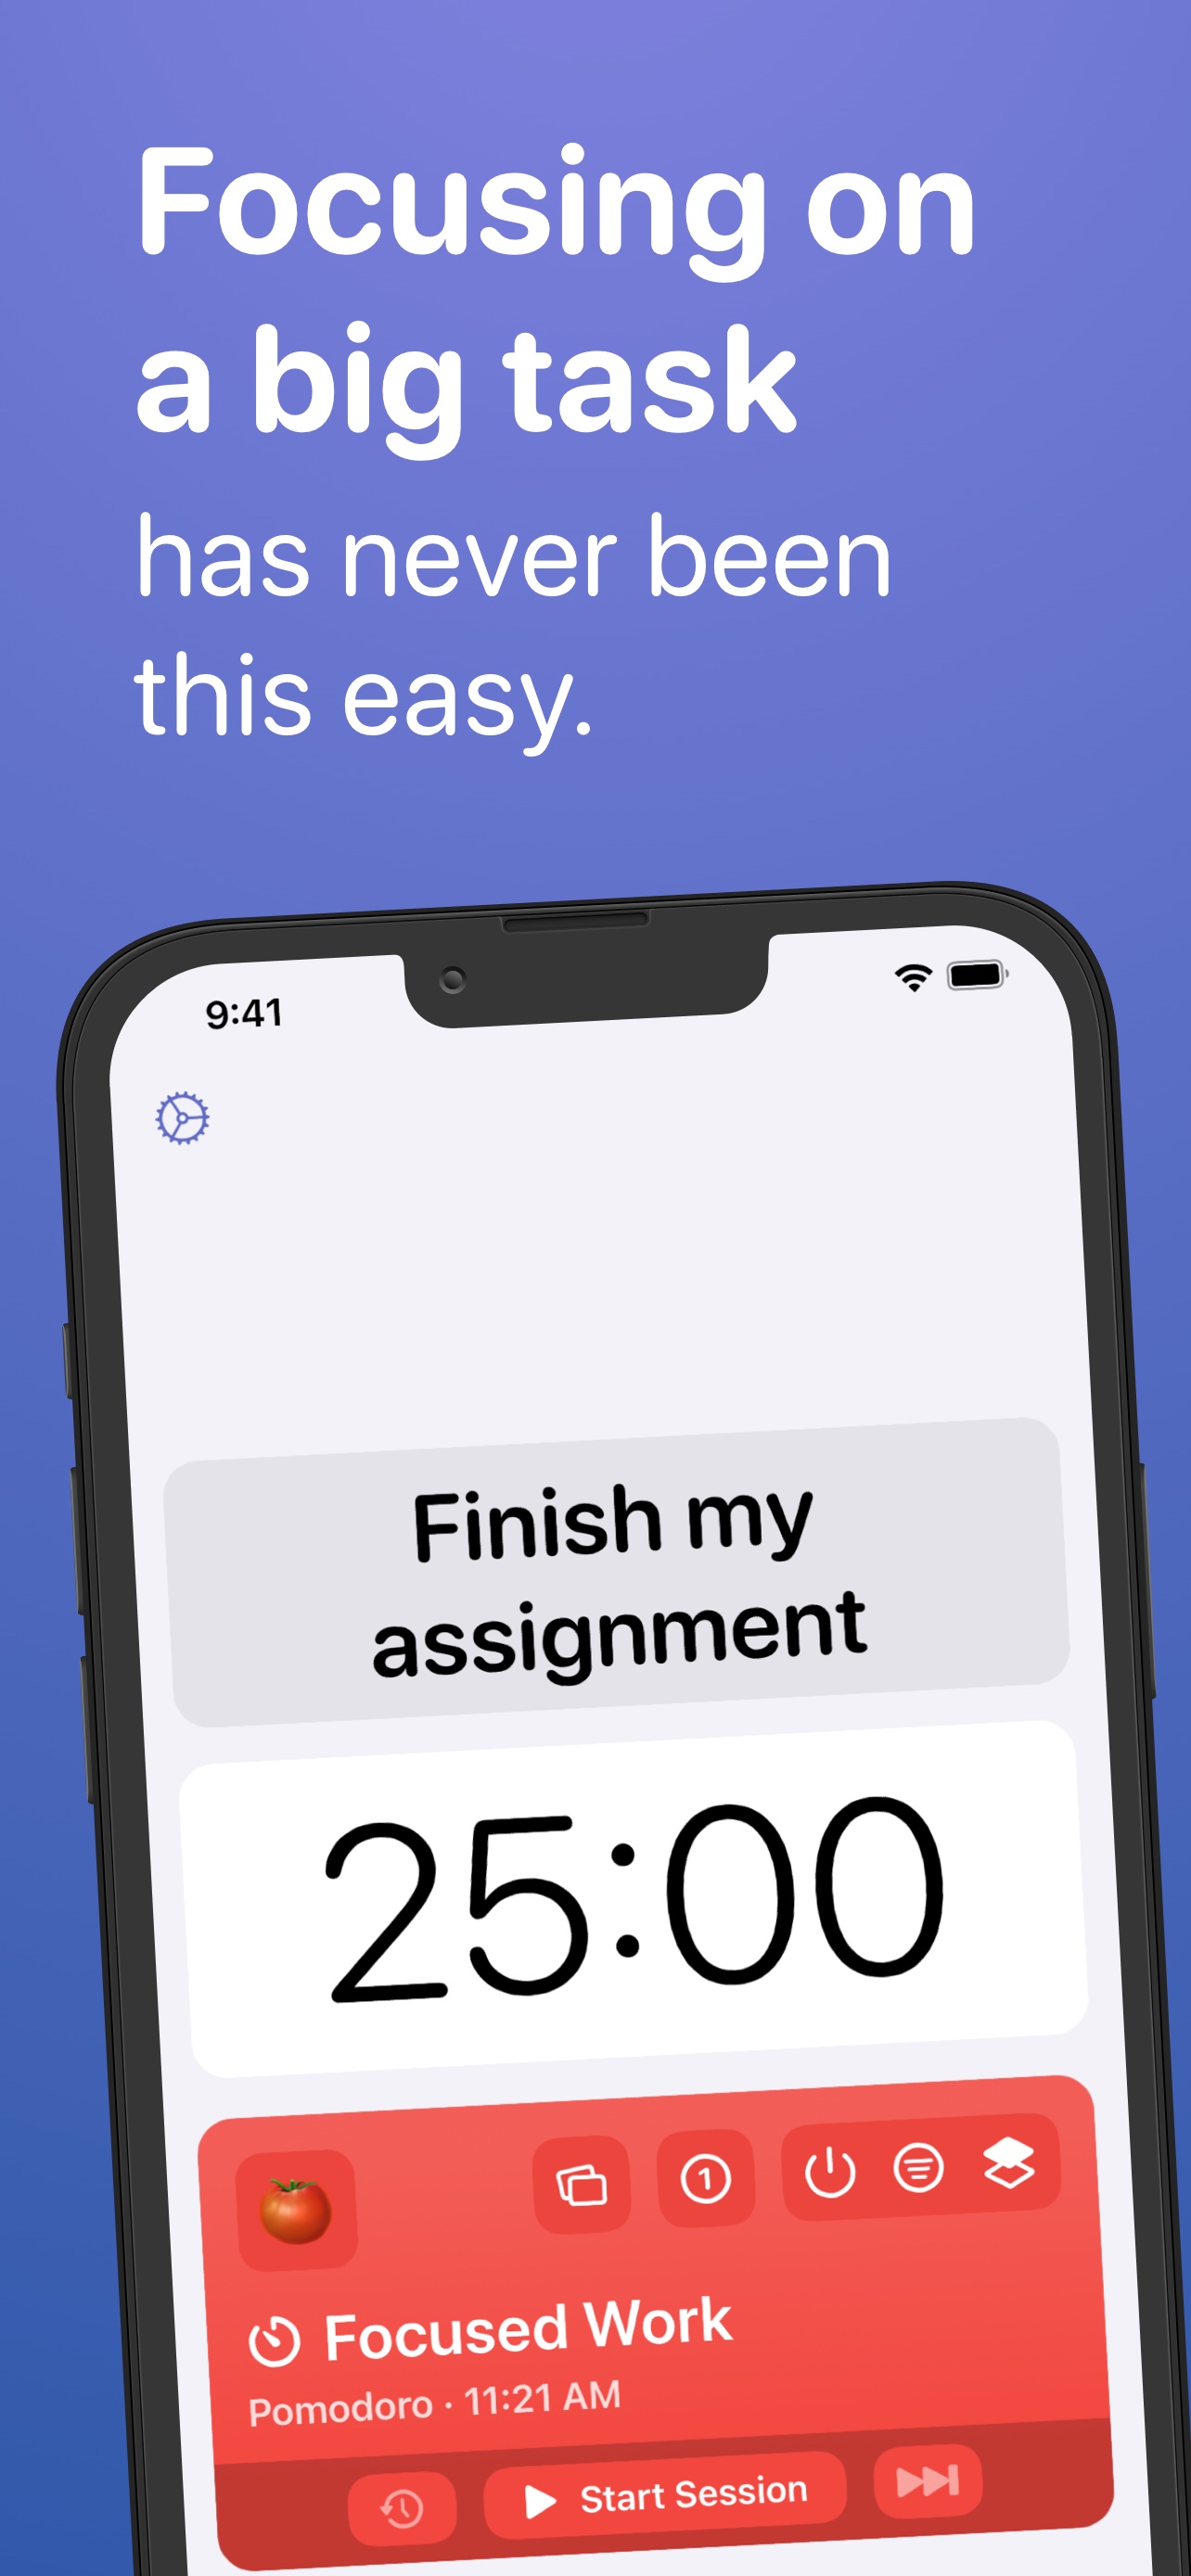 Focusing on
a big task
has never been
this easy.
9:41
Finish my
assignment
25:00
1
Focused Work
Pomodoro · 11:21 AM
Start Session